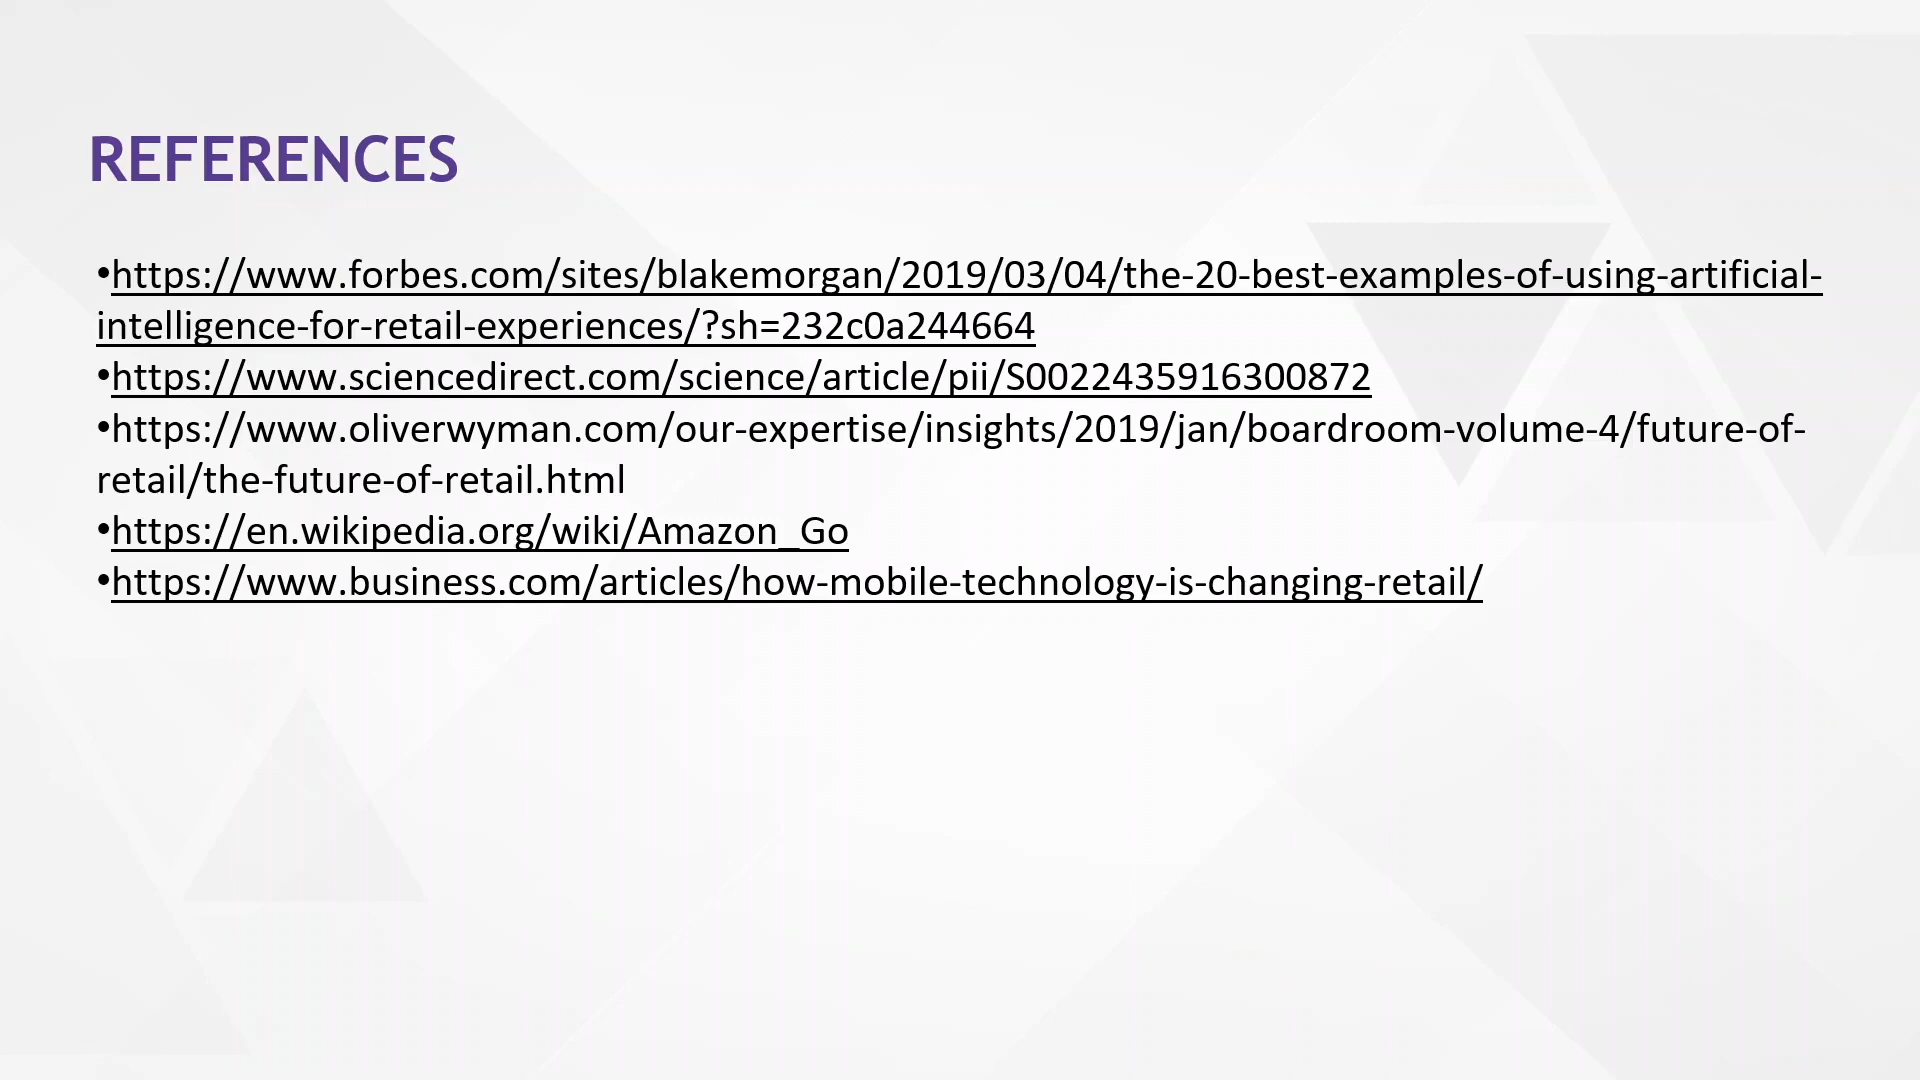 REFERENCES
•https://www.forbes.com/sites/blakemorgan/2019/03/04/the-20-best-examples-of-using-artificial-
intelligence-for-retail-experiences/?sh=232c0a244664
•https://www.sciencedirect.com/science/article/pii/S0022435916300872
•https://www.oliverwyman.com/our-expertise/insights/2019/jan/boardroom-volume-4/future-of-
retail/the-future-of-retail.html
•https://en.wikipedia.org/wiki/Amazon_Go
•https://www.business.com/articles/how-mobile-technology-is-changing-retail/